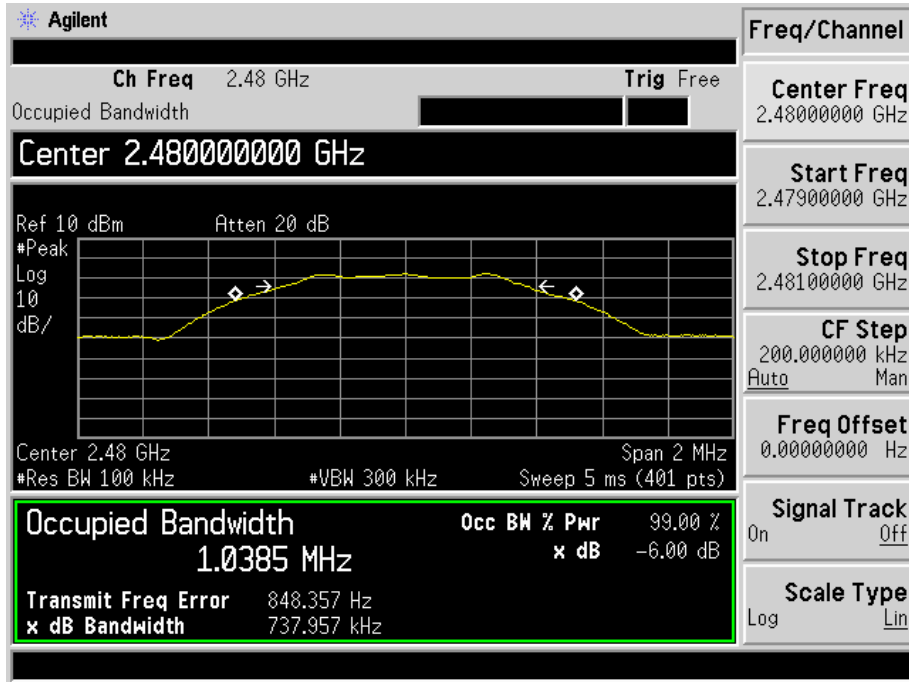 Agilent
Ch Freq 2.48 GHz Trig Free
Occupied Bandwidth
Center 2.480000000 GHz
Ref 10 dBm Atten 20 dB
#Peak
Log
10
dB/
Center 2.48 GHz Span 2 MHz
#Res BW 100 kHz #VBW 300 kHz Sweep 5 ms (401 pts)
Occupied Bandwidth
1.0385 MHz
Occ BW % Pwr 99.00 %
x dB -6.00 dB
Transmit Freq Error 848.357 Hz
x dB Bandwidth 737.957 kHz
Freq/Channel
Center Freq
2.48000000 GHz
Start Freq
2.47900000 GHz
Stop Freq
2.48100000 GHz
CF Step
200.000000 kHz
Auto Man
Freq Offset
0.00000000 Hz
Signal Track
On Off
Scale Type
Log Lin